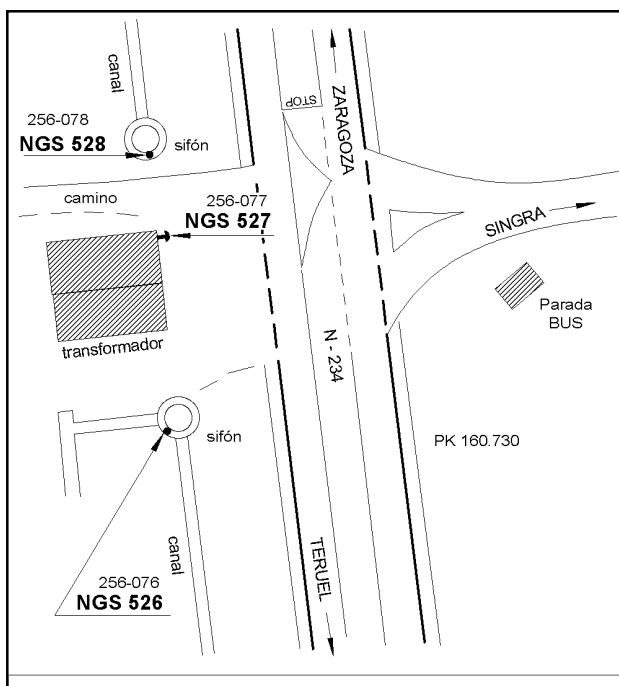 canal
ZARAGOZA
STOP
256-078
NGS 528
sifón
camino
256-077
NGS 527
SINGRA
Parada
BUS
transformador
N - 234
sifón
PK 160.730
canal
TERUEL
256-076
NGS 526